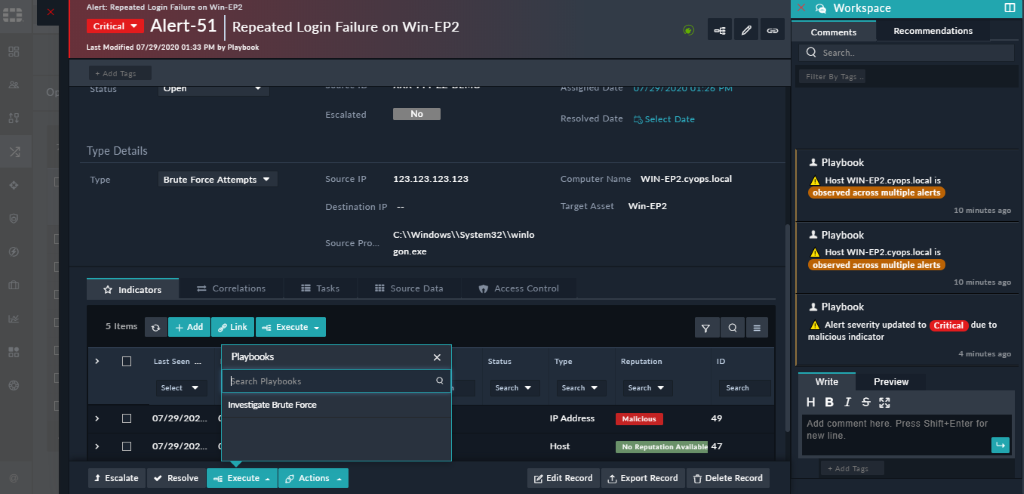 Alert: Repeated Login Failure on Win-EP2
Critical Alert-51 Repeated Login Failure on Win-EP2
Last Modified 07/29/2020 01:33 PM by Playbook
+ Add Tags
Status Open Assigned Date 07/29/2020 01:26 PM
Escalated No Resolved Date Select Date
Type Details
Type Brute Force Attempts Source IP 123.123.123.123 Computer Name WIN-EP2.cyops.local
Destination IP -- Target Asset Win-EP2
Source Pro... C:\\Windows\\System32\\winlo
gon.exe
Indicators Correlations Tasks Source Data Access Control
5 Items + Add Link Execute
Playbooks
Search Playbooks
Investigate Brute Force
Last Seen ... Status Type Reputation ID
Select Search Search Search Search
07/29/202... IP Address Malicious 49
07/29/202... Host No Reputation Available 47
Escalate Resolve Execute Actions Edit Record Export Record Delete Record
Workspace
Comments Recommendations
Search..
Filter By Tags ..
Playbook
Host WIN-EP2.cyops.local is
observed across multiple alerts
10 minutes ago
Playbook
Host WIN-EP2.cyops.local is
observed across multiple alerts
10 minutes ago
Playbook
Alert severity updated to Critical due to
malicious indicator
4 minutes ago
Write Preview
H B I S
Add comment here. Press Shift+Enter for
new line.
+ Add Tags